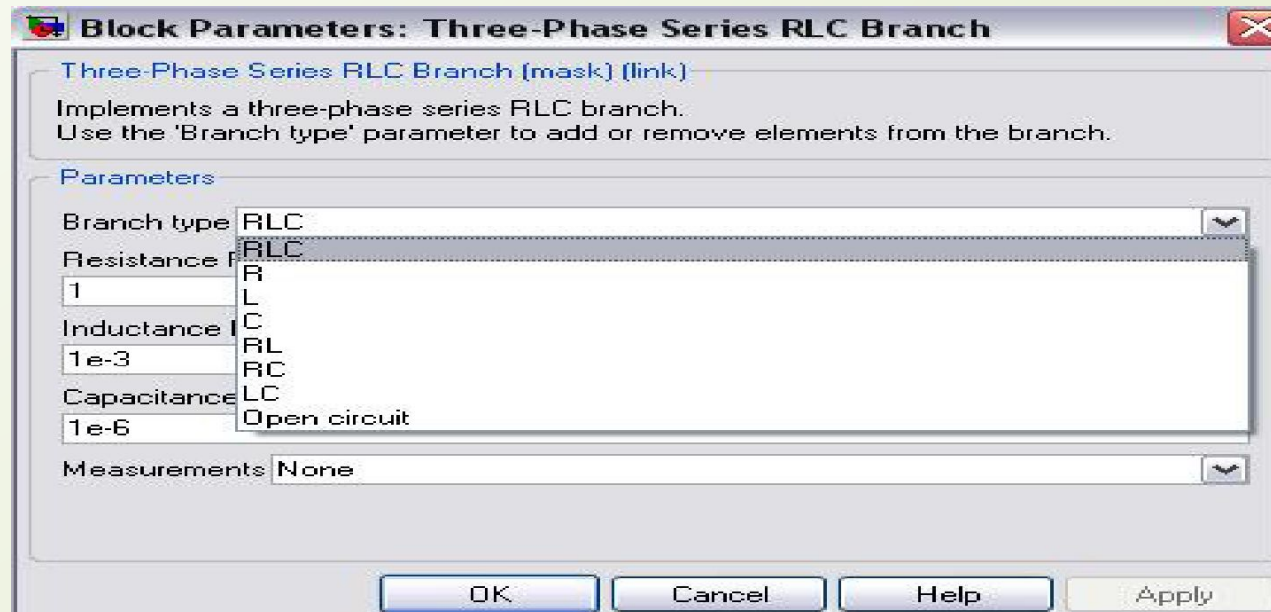 Block Parameters: Three-Phase Series RLC Branch
Three-Phase Series RLC Branch (mask) (link)
Implements a three-phase series RLC branch.
Use the 'Branch type' parameter to add or remove elements from the branch.
Parameters
Branch type RLC
RLC
Resistance
R
1
L
C
Inductance
RL
1e-3
RC
LC
Capacitance
Open circuit
1e-6
Measurements None
OK Cancel Help Apply